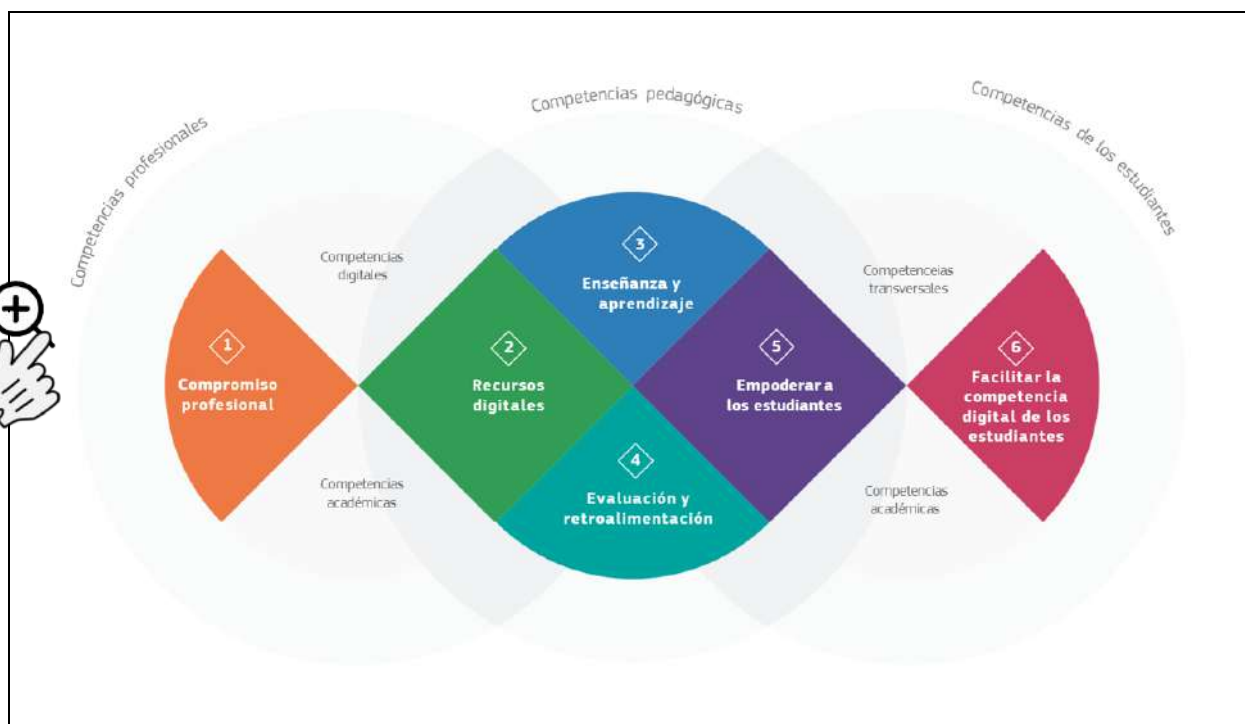 Competencias profesionales
Competencias pedagógicas
Competencias de los estudiantes
Competencias
digitales
Competencias
académicas
1
Compromiso
profesional
2
Recursos
digitales
3
Enseñanza y
aprendizaje
4
Evaluación y
retroalimentación
5
Empoderar a
los estudiantes
Competenceias
transversales
Competencias
académicas
6
Facilitar la
competencia
digital de los
estudiantes